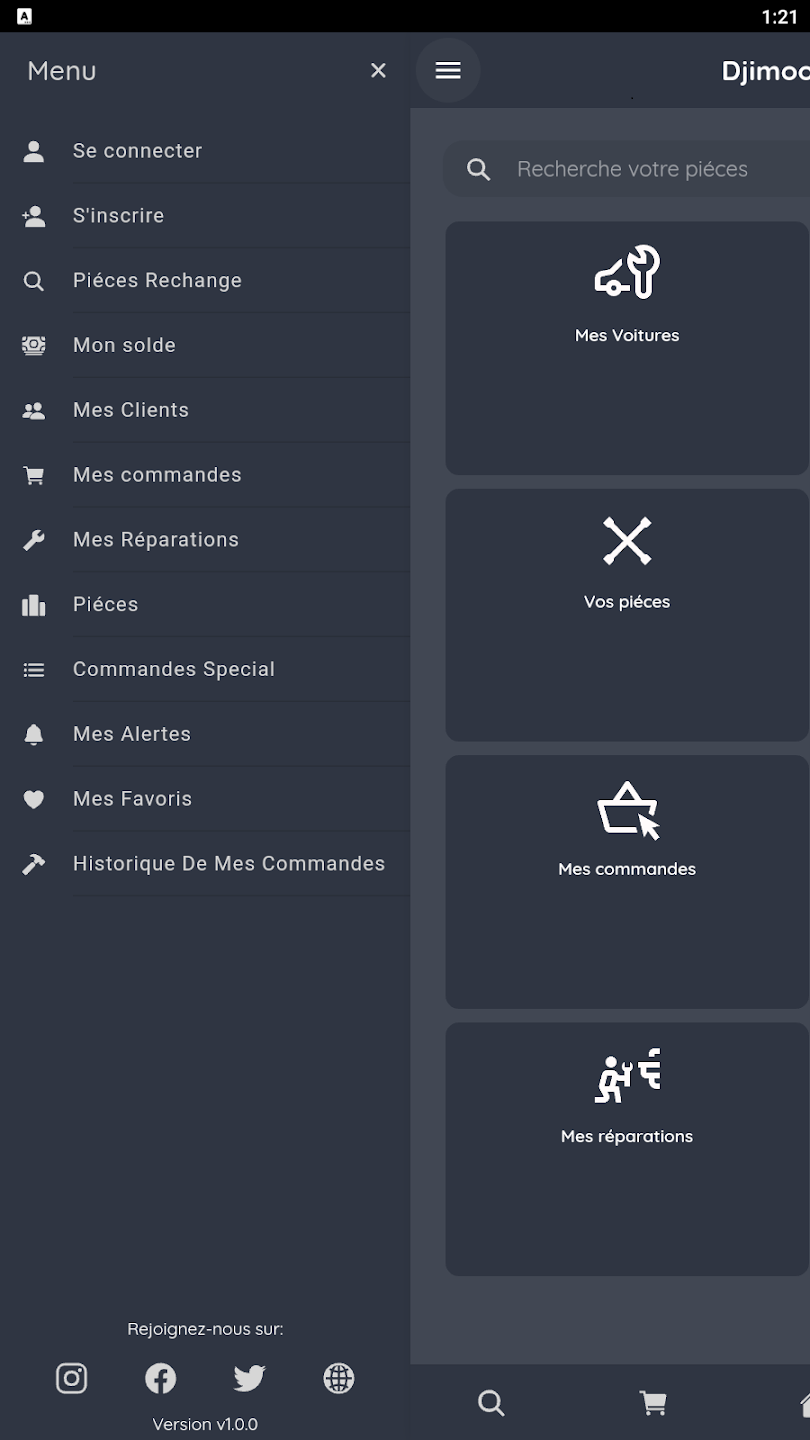 1:21
Menu
Djimoo
Se connecter
S'inscrire
Piéces Rechange
Mon solde
Mes Clients
Mes commandes
Mes Réparations
Piéces
Commandes Special
Mes Alertes
Mes Favoris
Historique De Mes Commandes
Rejoignez-nous sur:
Version v1.0.0
Recherche votre piéces
Mes Voitures
Vos piéces
Mes commandes
Mes réparations